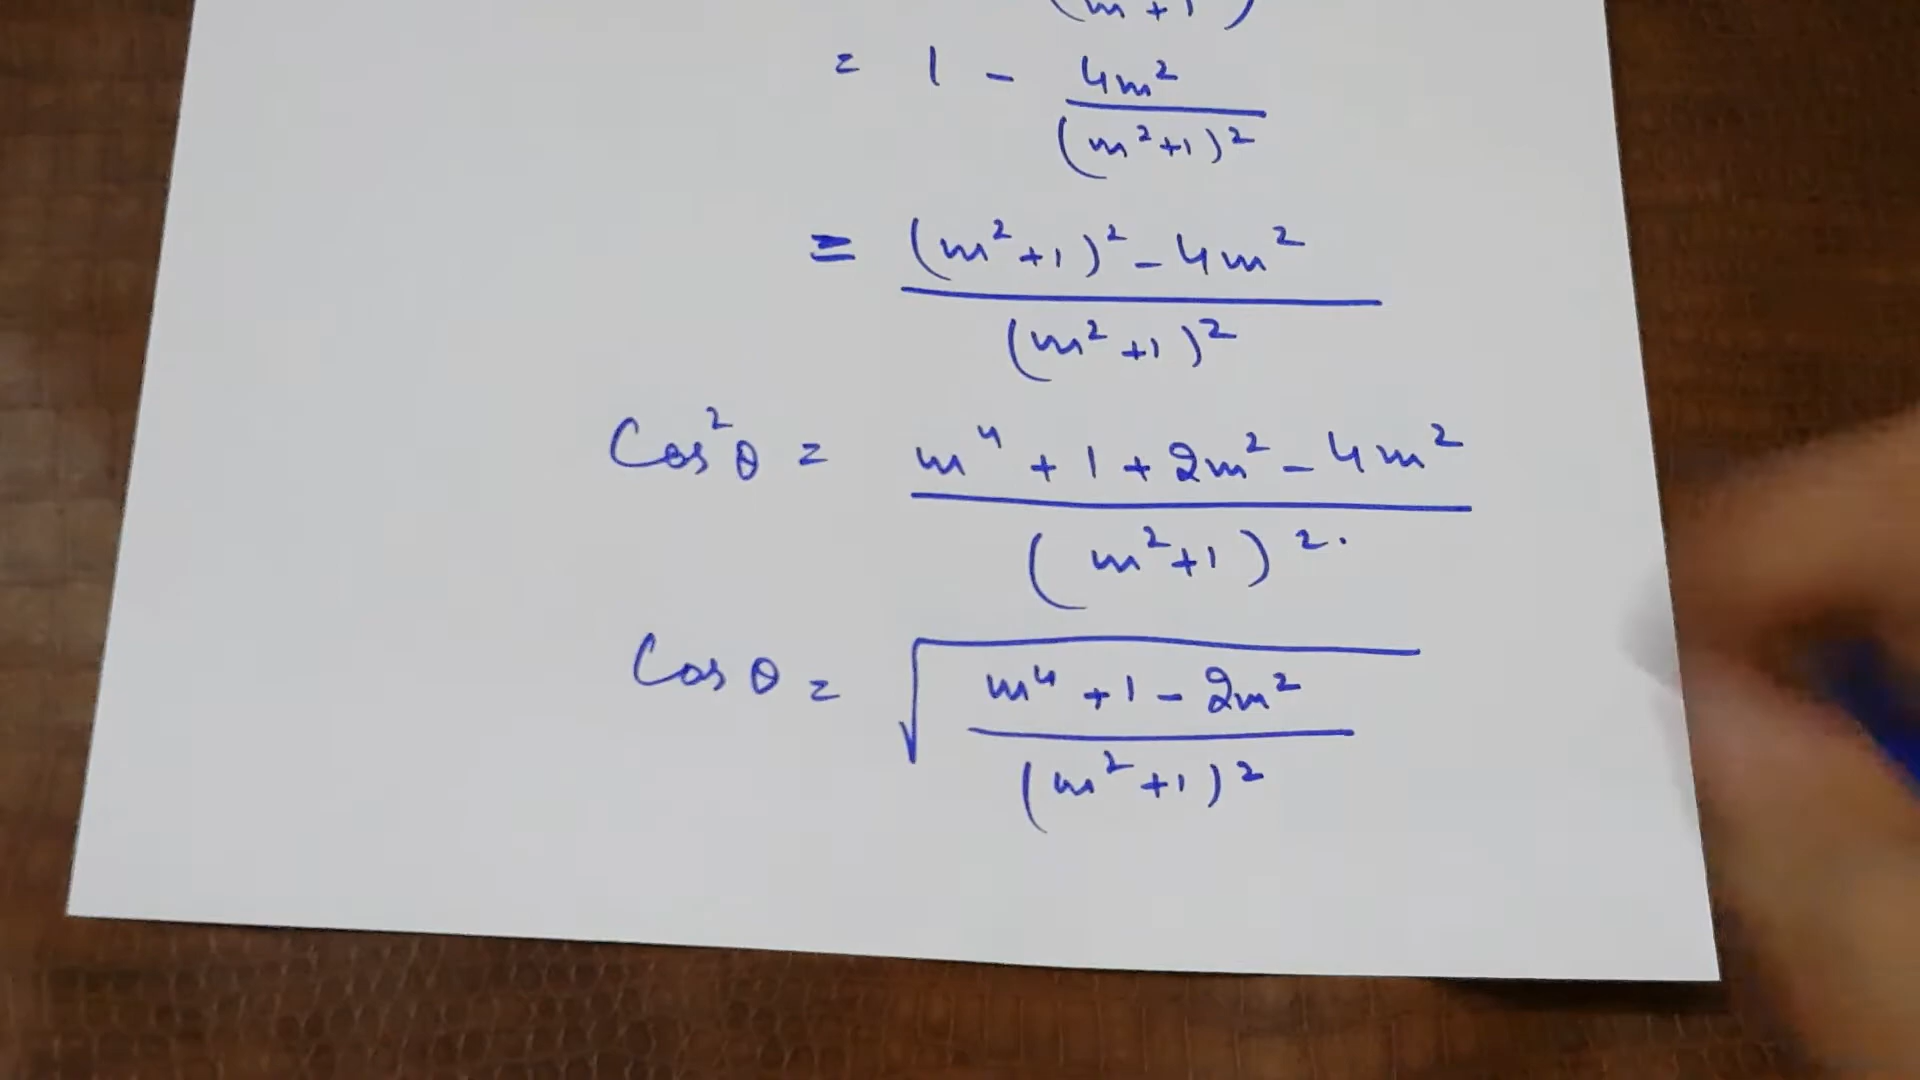 (m + 1)
= 1 - 4m²
(m²+1)²
= (m²+1)² - 4m²
(m²+1)²
Cos²θ = m⁴ + 1 + 2m² - 4m²
(m²+1)².
Cosθ = √ m⁴ + 1 - 2m²
(m²+1)²